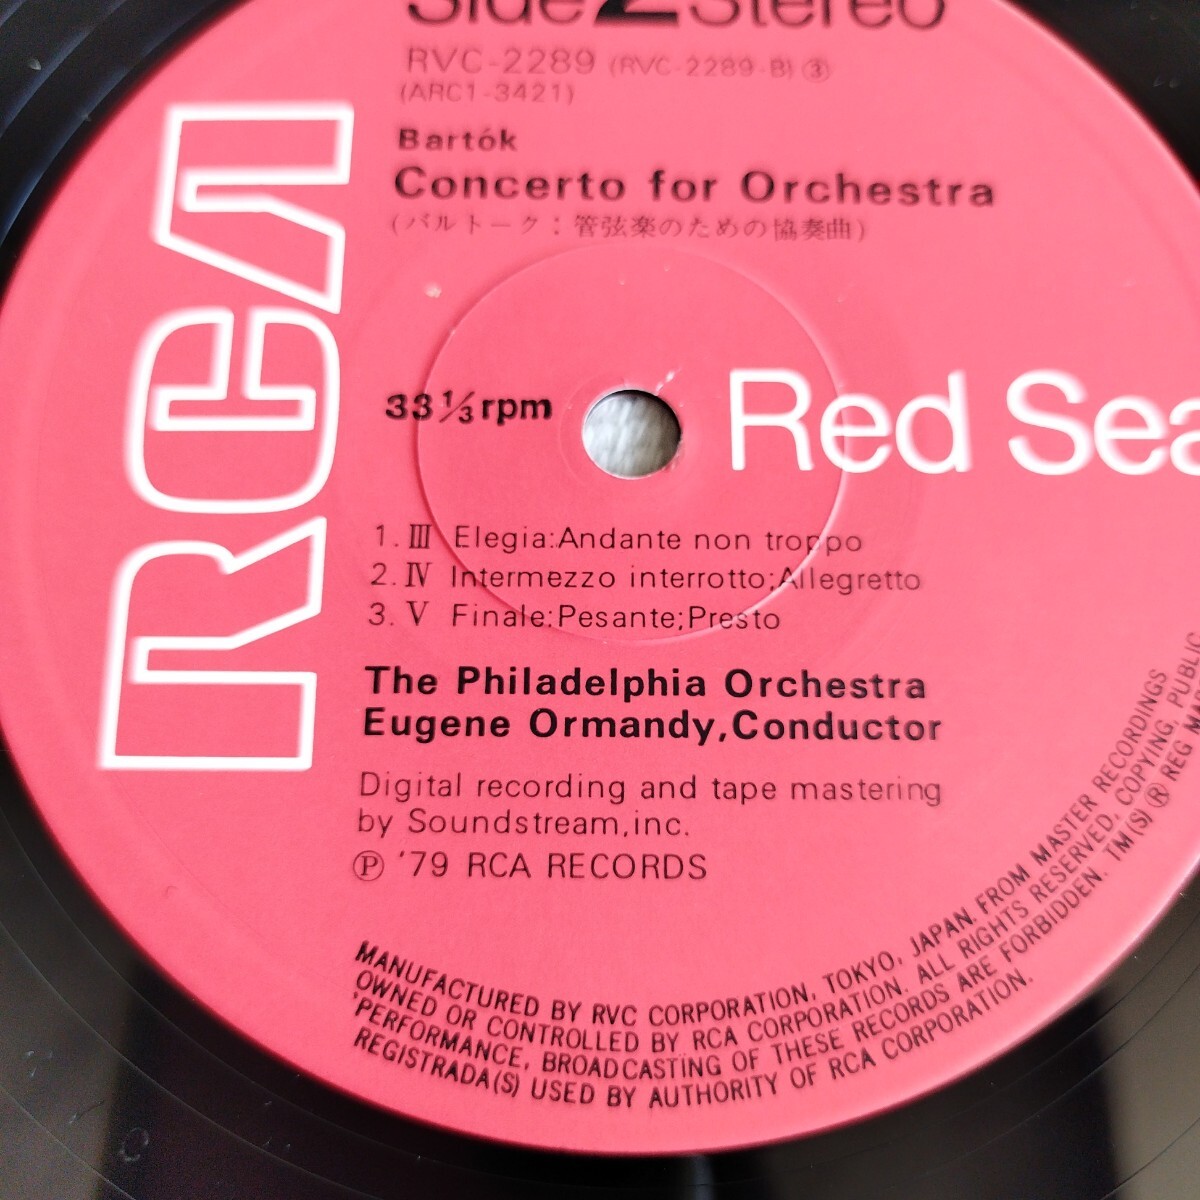 Side 2 Stereo
RVC-2289 (RVC-2289-B) ③
(ARC1-3421)
Bartók
Concerto for Orchestra
(バルトーク：管弦楽のための協奏曲)
RCA
33 1/3 rpm
Red Sea
1. Ⅲ Elegia:Andante non troppo
2. Ⅳ Intermezzo interrotto;Allegretto
3. Ⅴ Finale:Pesante;Presto
The Philadelphia Orchestra
Eugene Ormandy,Conductor
Digital recording and tape mastering
by Soundstream,inc.
Ⓟ '79 RCA RECORDS
MANUFACTURED BY RVC CORPORATION, TOKYO, JAPAN. FROM MASTER RECORDINGS
OWNED OR CONTROLLED BY RCA CORPORATION. ALL RIGHTS RESERVED, COPYING, PUBLIC
'PERFORMANCE, BROADCASTING OF THESE RECORDS ARE FORBIDDEN. TM(S) ® REG M
REGISTRADA(S) USED BY AUTHORITY OF RCA CORPORATION.